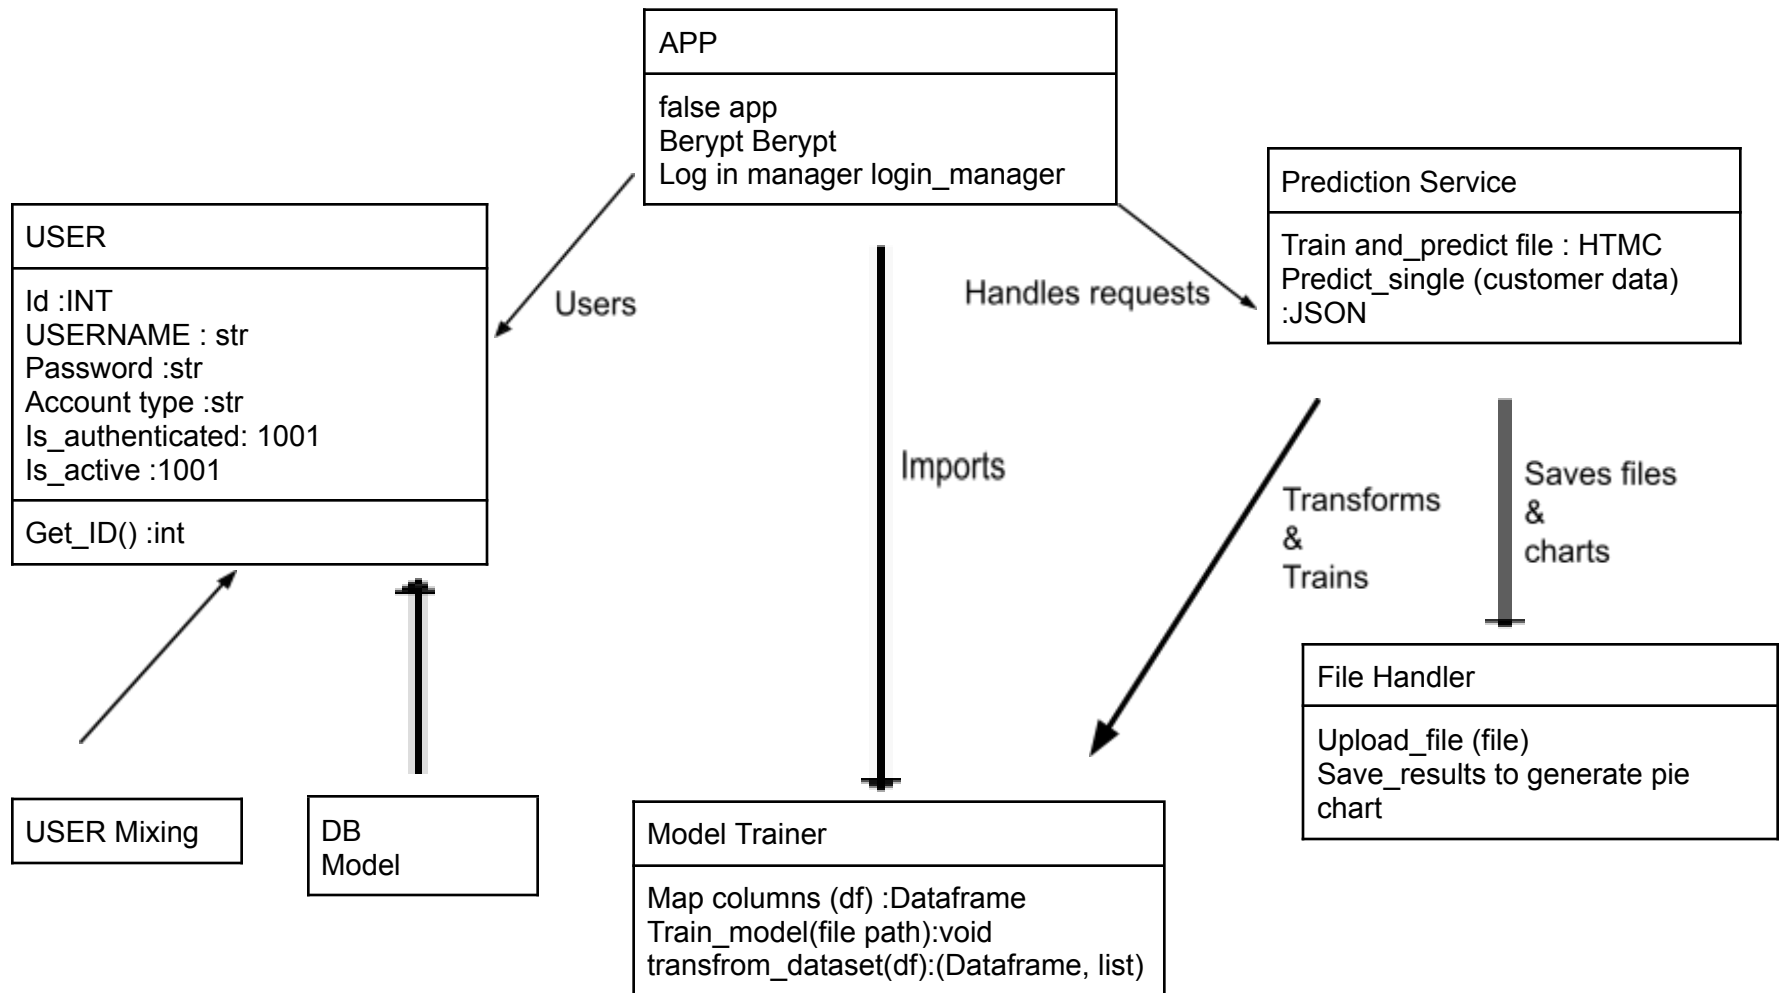 APP
false app
Berypt Berypt
Log in manager login_manager
Prediction Service
Train and_predict file : HTMC
Predict_single (customer data)
:JSON
USER
Id :INT
USERNAME : str
Password :str
Account type :str
Is_authenticated: 1001
Is_active :1001
Get_ID() :int
Users
Handles requests
Imports
Transforms
&
Trains
Saves files
&
charts
File Handler
Upload_file (file)
Save_results to generate pie
chart
USER Mixing
DB
Model
Model Trainer
Map columns (df) :Dataframe
Train_model(file path):void
transfrom_dataset(df):(Dataframe, list)